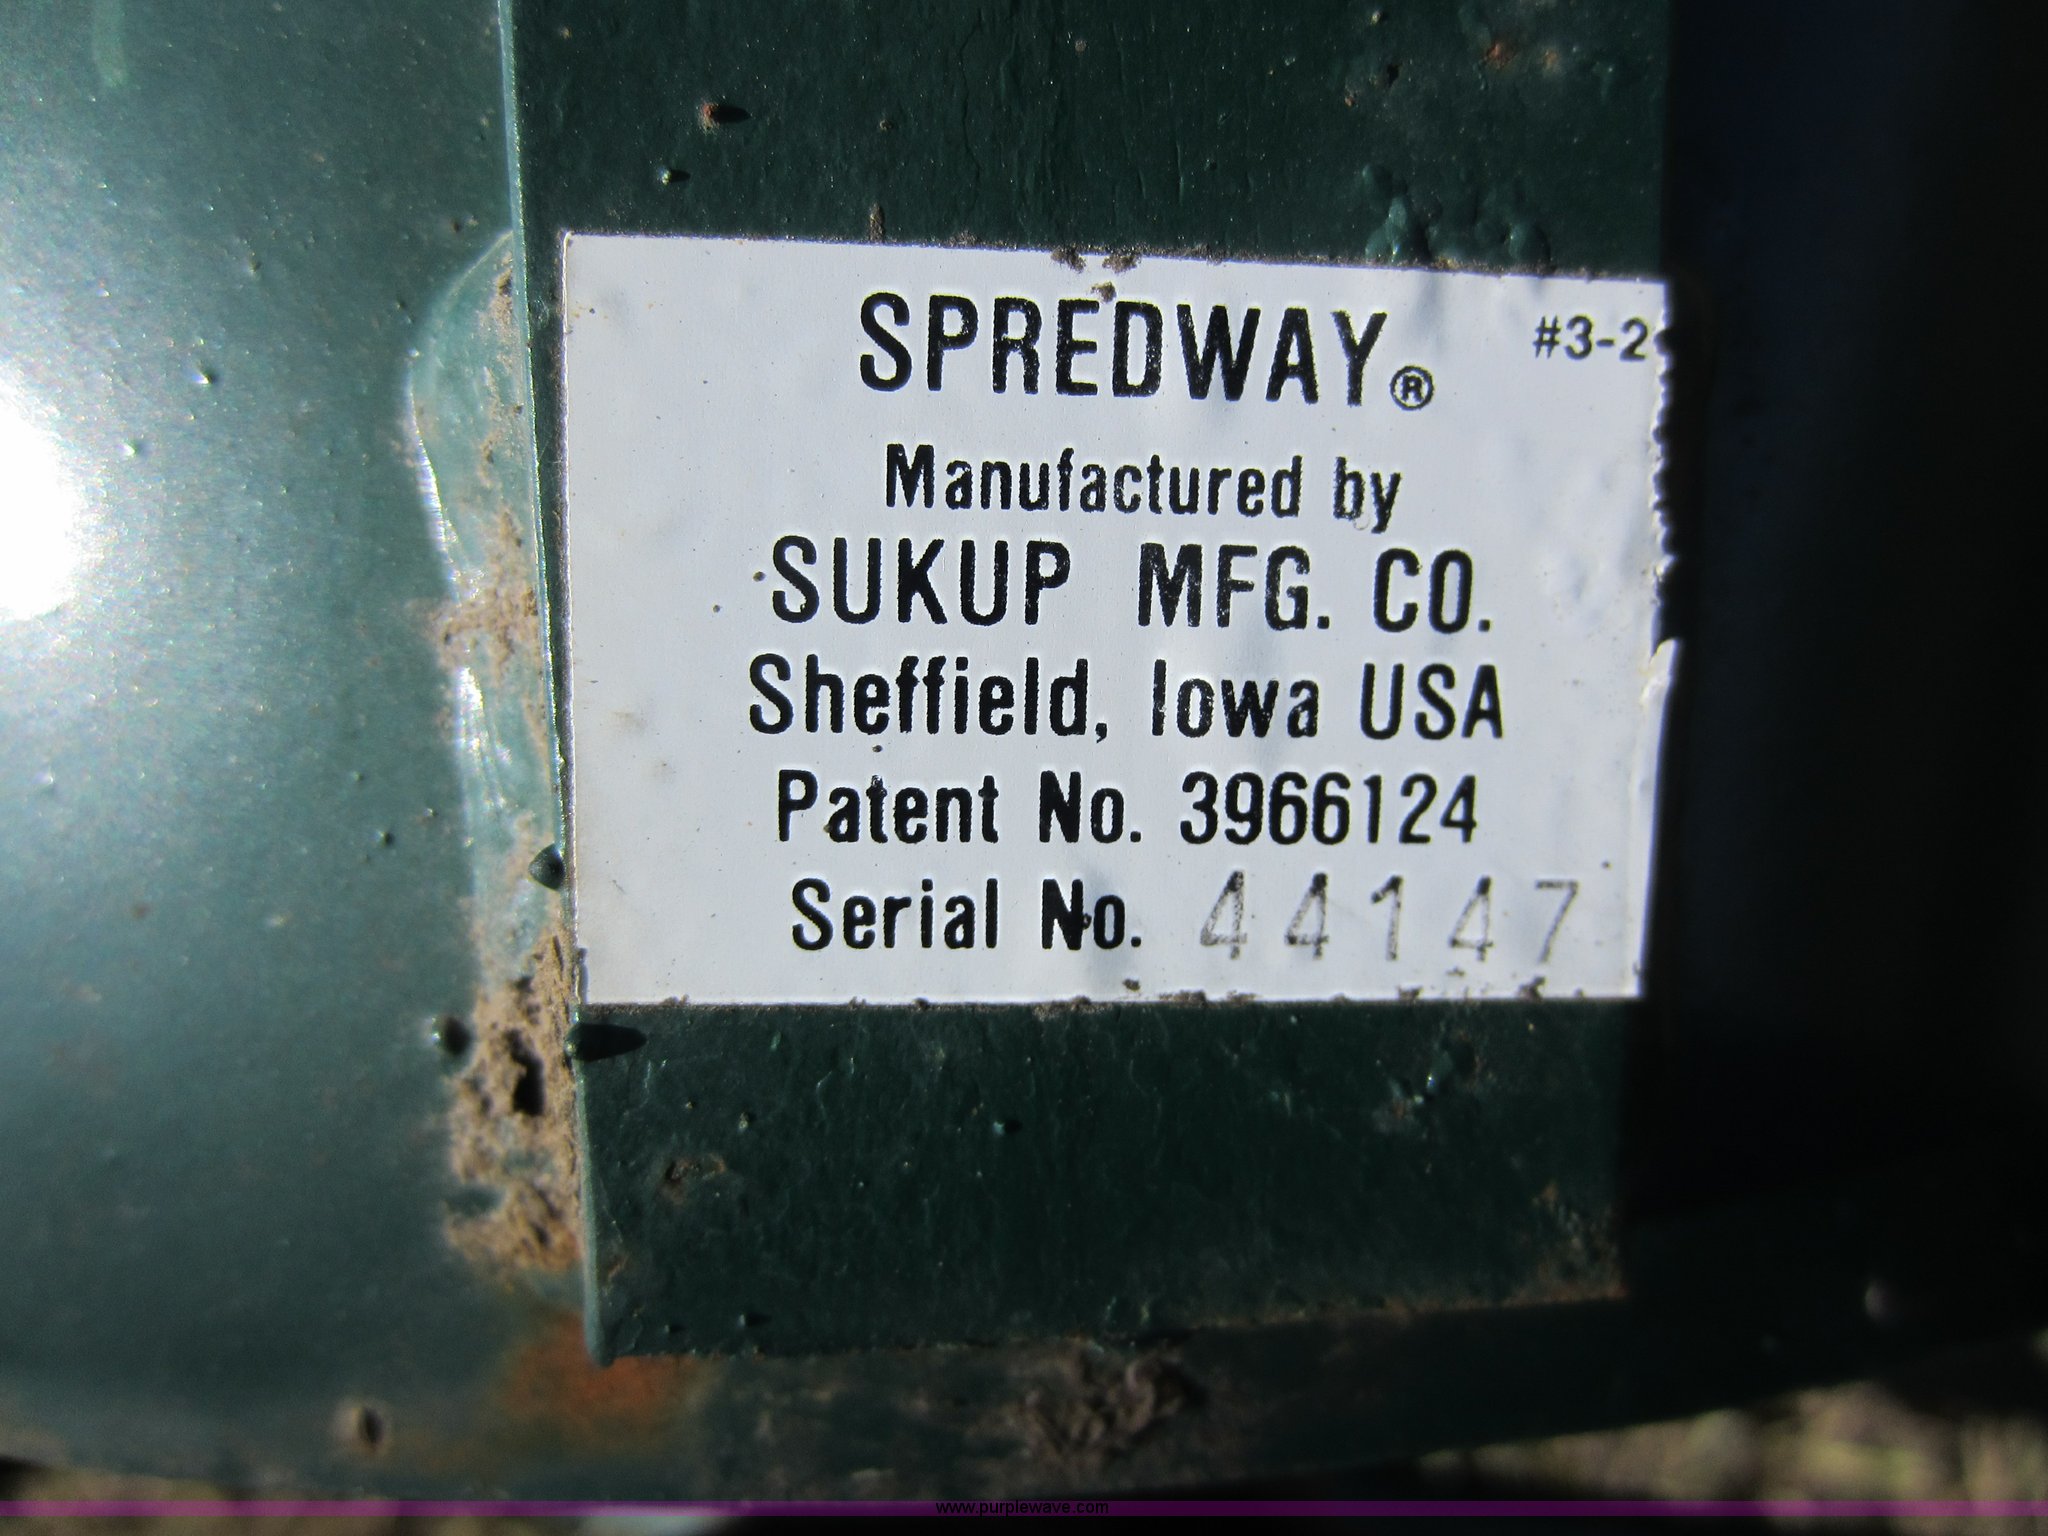 SPREDWAY®
#3-2
Manufactured by
SUKUP MFG. CO.
Sheffield, Iowa USA
Patent No. 3966124
Serial No. 44147
www.purplewave.com